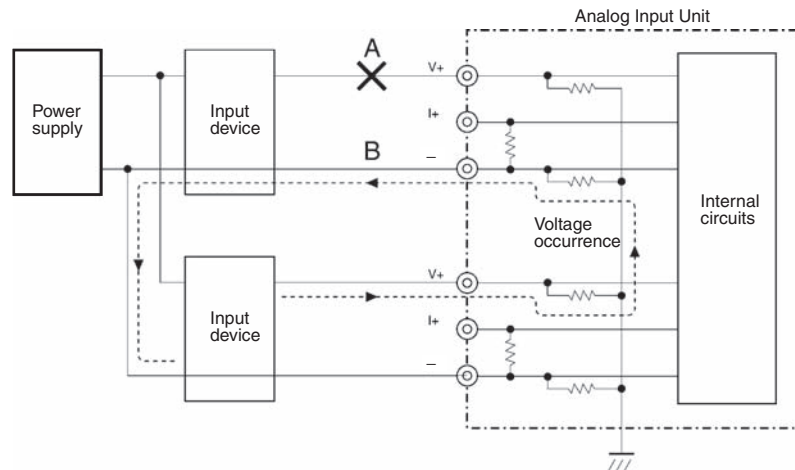 Analog Input Unit
A
V+
Power
supply
Input
device
I+
B
–
Internal
circuits
Voltage
occurrence
V+
Input
device
I+
–